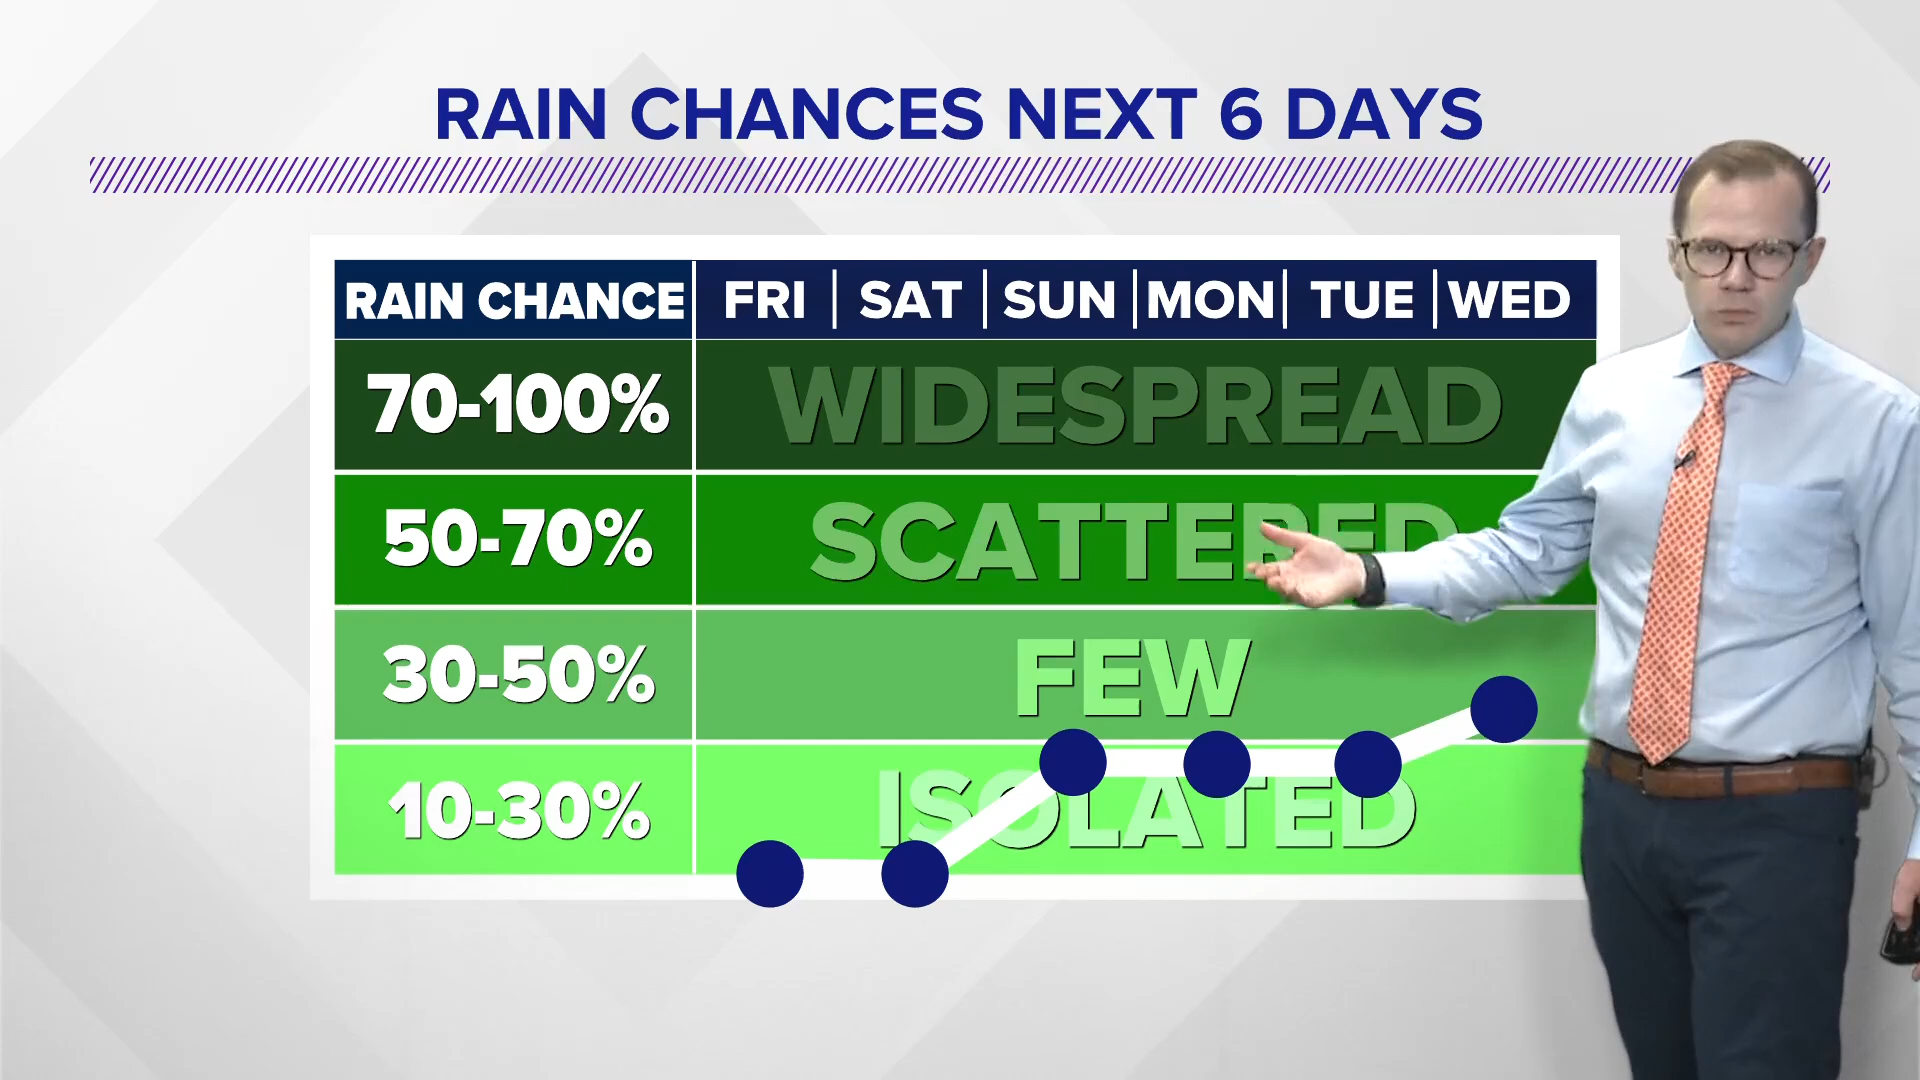 RAIN CHANCES NEXT 6 DAYS
RAIN CHANCE FRI SAT SUN MON TUE WED
70-100% WIDESPREAD
50-70% SCATTERED
30-50% FEW
10-30% ISOLATED